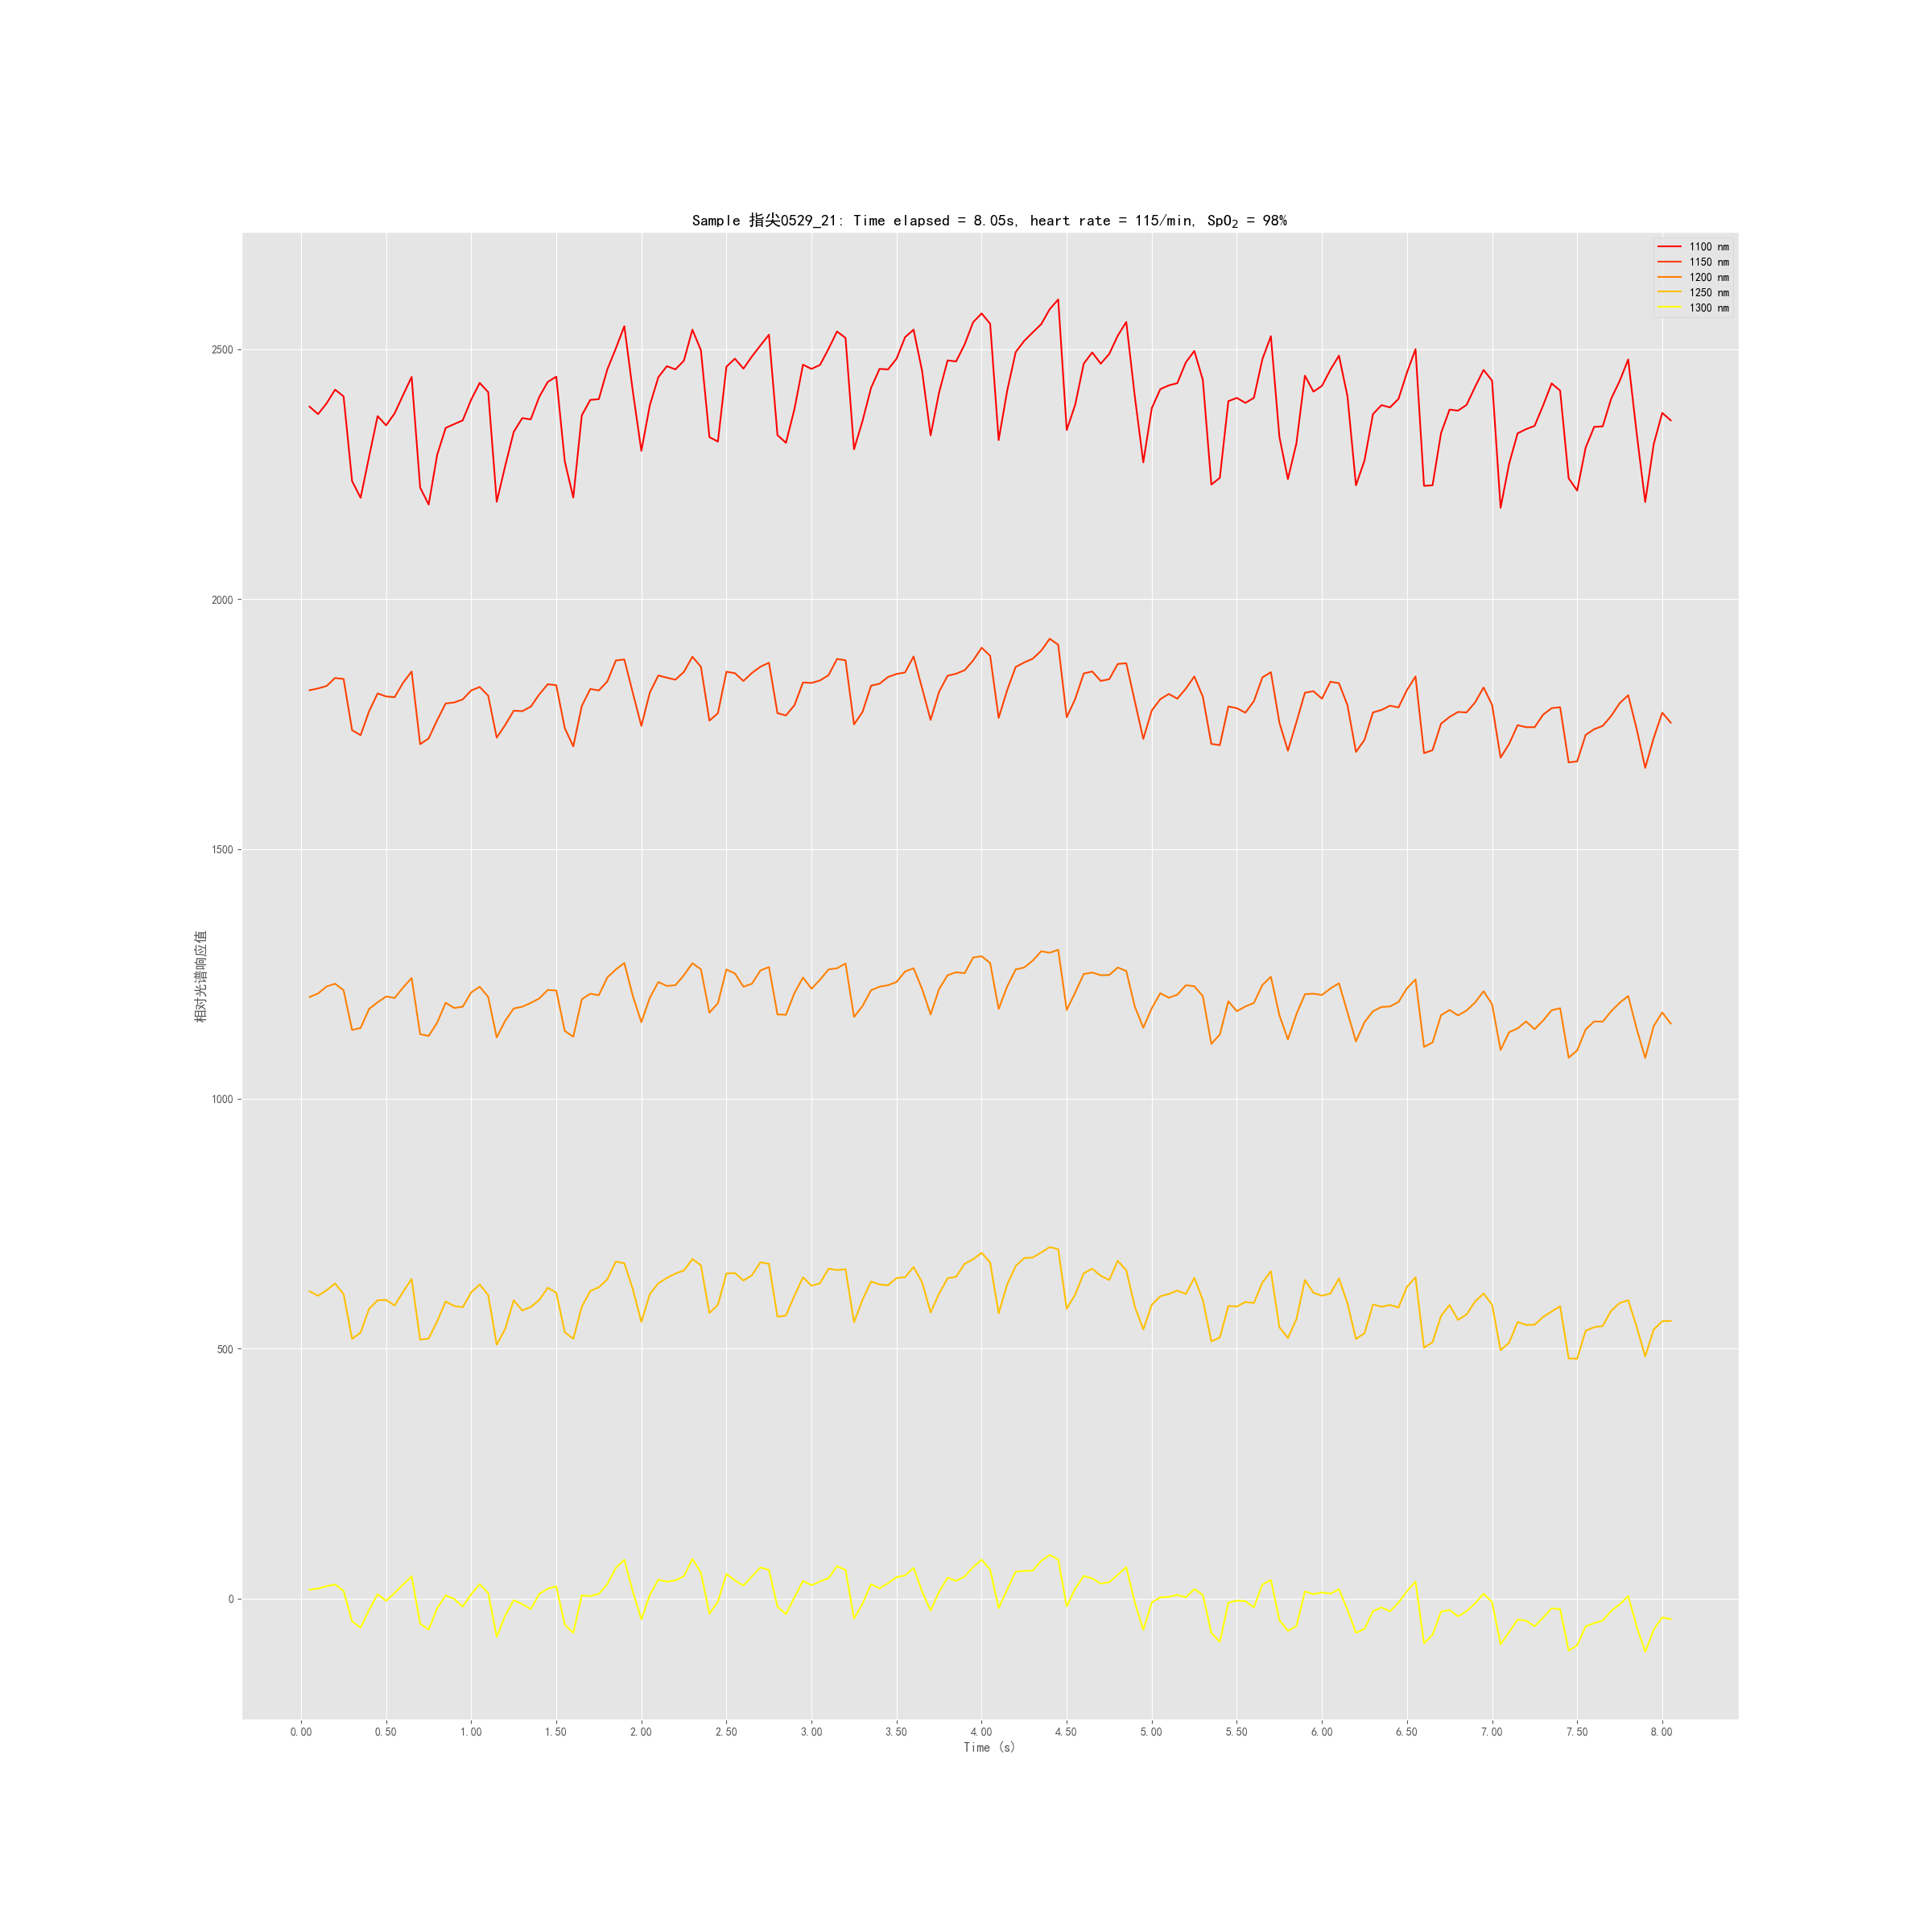 Sample 指尖0529_21: Time elapsed = 8.05s, heart rate = 115/min, SpO₂ = 98%
1100 nm
1150 nm
1200 nm
1250 nm
1300 nm
2500
2000
1500
1000
500
0
相对光谱响应值
0.00 0.50 1.00 1.50 2.00 2.50 3.00 3.50 4.00 4.50 5.00 5.50 6.00 6.50 7.00 7.50 8.00
Time (s)